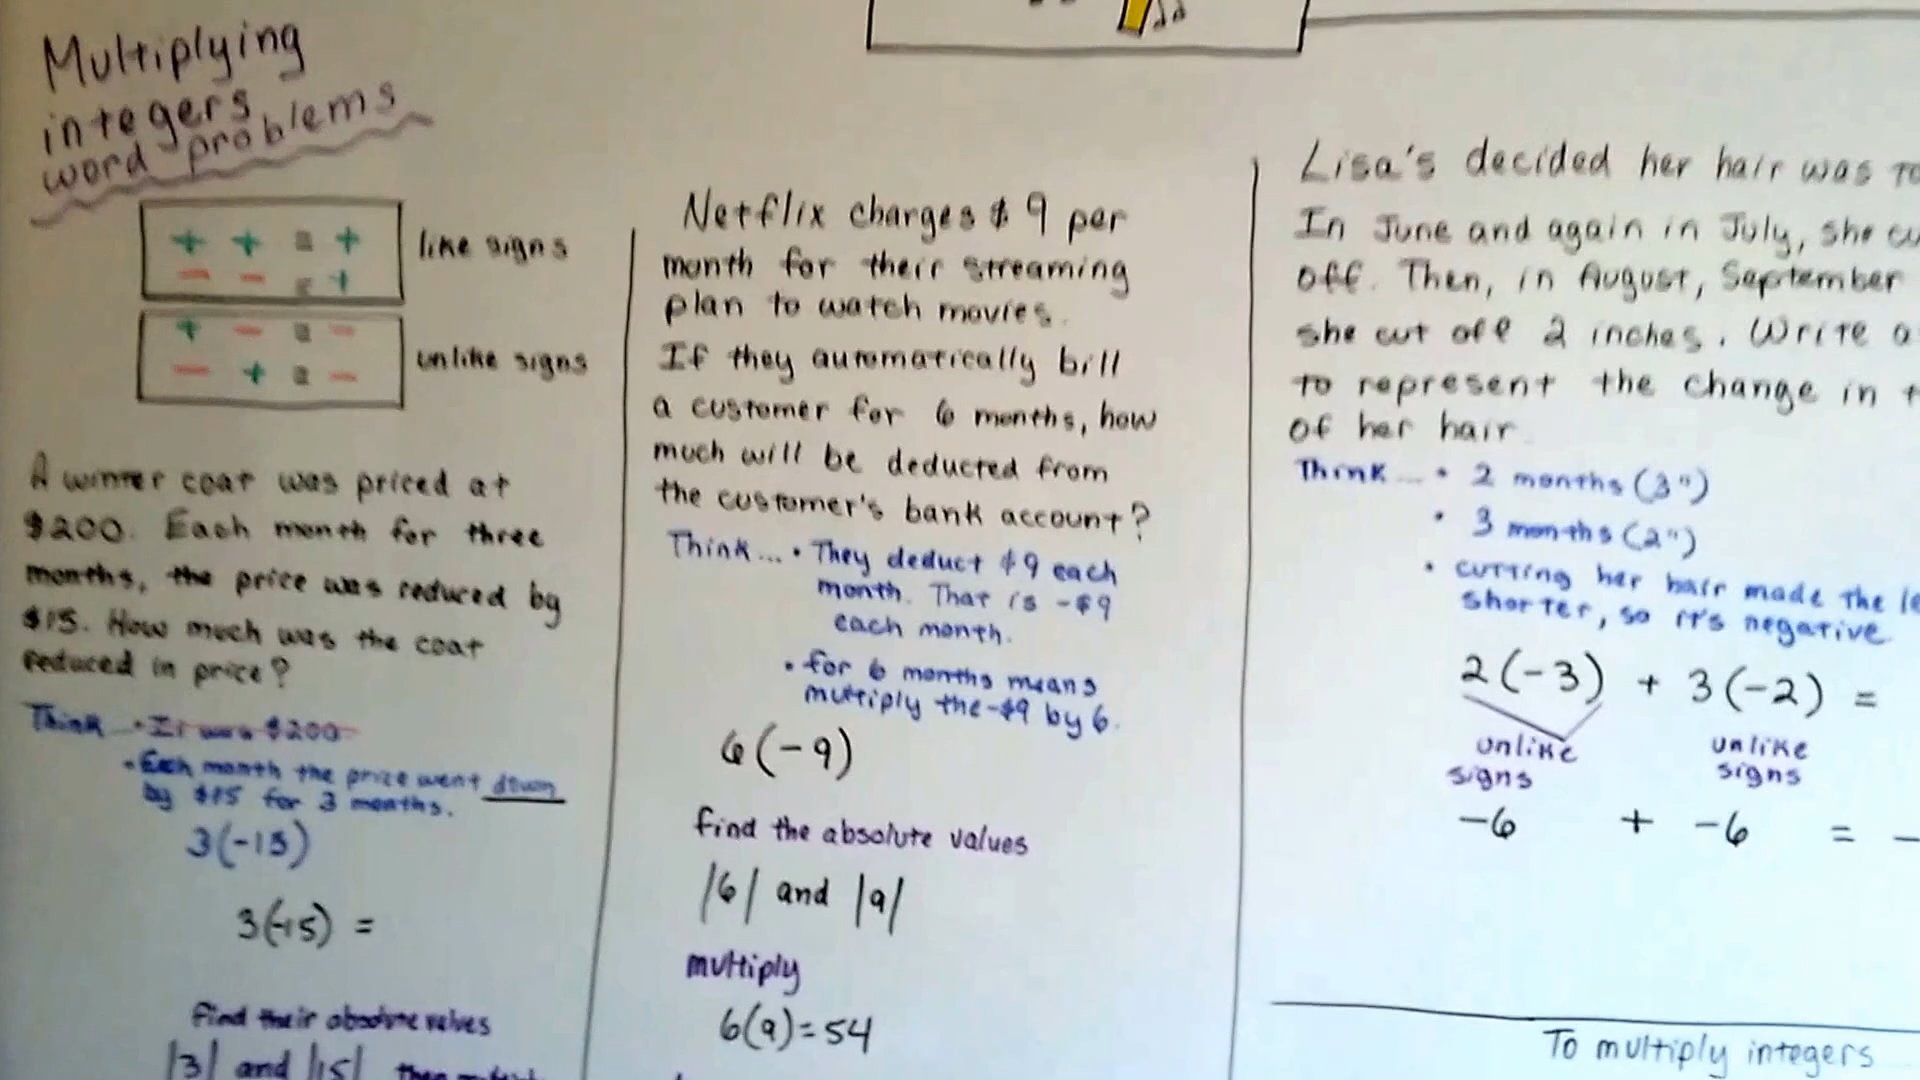 Multiplying
integers
word problems
+ + = +
- - = +
like signs
+ - = -
- + = -
unlike signs
A winter coat was priced at
$200. Each month for three
months, the price was reduced by
$15. How much was the coat
reduced in price?
Think... • It was $200
• Each month the price went down
by $15 for 3 months.
3(-15)
3(-15) =
Find their absolute values
|3| and |15|
Netflix charges $9 per
month for their streaming
plan to watch movies.
If they automatically bill
a customer for 6 months, how
much will be deducted from
the customer's bank account?
Think... • They deduct $9 each
month. That is -$9
each month.
• for 6 months means
multiply the -$9 by 6.
6(-9)
find the absolute values
|6| and |9|
multiply
6(9)=54
Lisa's decided her hair was
In June and again in July, she
off. Then, in August, September
she cut off 2 inches. Write a
to represent the change in
of her hair.
Think... • 2 months (3")
• 3 months (2")
• cutting her hair made the
shorter, so it's negative.
2(-3) + 3(-2) =
unlike unlike
signs signs
-6 + -6 = -
To multiply integers